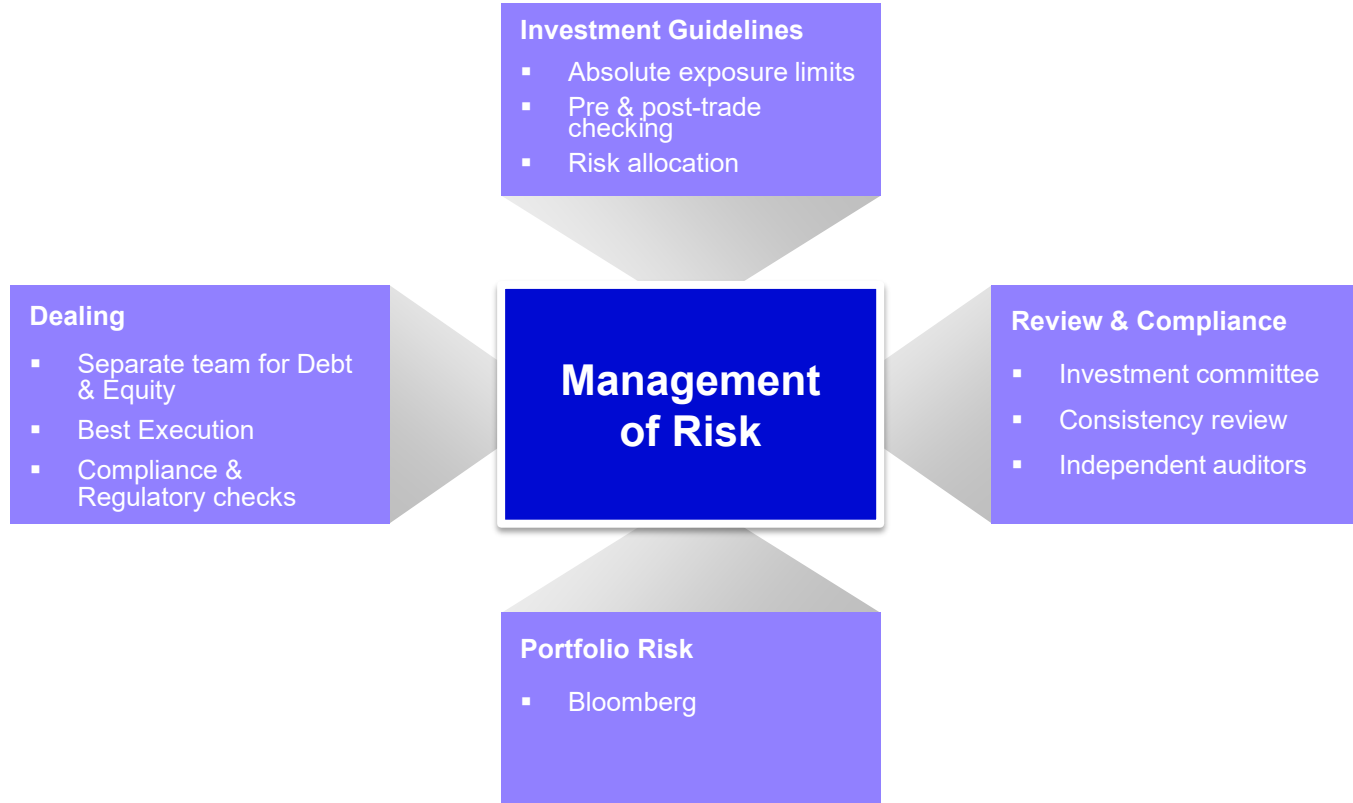 Investment Guidelines
▪ Absolute exposure limits
▪ Pre & post-trade
checking
▪ Risk allocation
Dealing
▪ Separate team for Debt
& Equity
▪ Best Execution
▪ Compliance &
Regulatory checks
Management
of Risk
Review & Compliance
▪ Investment committee
▪ Consistency review
▪ Independent auditors
Portfolio Risk
▪ Bloomberg